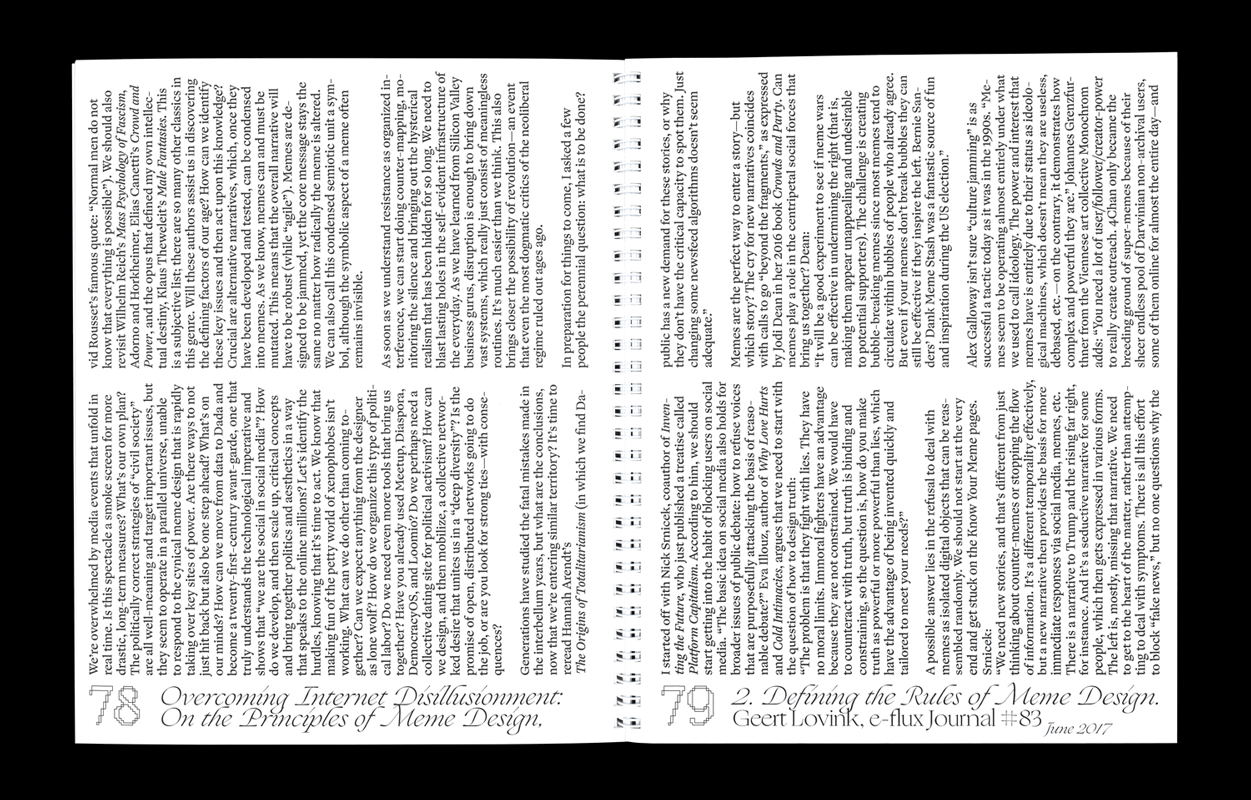 We're overwhelmed by media events that unfold in
real time. Is this spectacle a smoke screen for more
drastic, long-term measures? What's our own plan?
The politically correct strategies of "civil society"
are all well-meaning and target important issues, but
they seem to operate in a parallel universe, unable
to respond to the cynical meme design that is rapidly
taking over key sites of power. Are there ways to not
just hit back but also be one step ahead? What's on
our minds? How can we move from data to Dada and
become a twenty-first-century avant-garde, one that
truly understands the technological imperative and
shows that "we are the social in social media"? How
do we develop, and then scale up, critical concepts
and bring together politics and aesthetics in a way
that speaks to the online millions? Let's identify the
hurdles, knowing that it's time to act. We know that
making fun of the petty world of xenophobes isn't
working. What can we do other than coming to-
gether? Can we expect anything from the designer
as lone wolf? How do we organize this type of politi-
cal labor? Do we need even more tools that bring us
together? Have you already used Meetup, Diaspora,
DemocracyOS, and Loomio? Do we perhaps need a
collective dating site for political activism? How can
we design, and then mobilize, a collective networ-
ked desire that unites us in a "deep diversity"? Is the
promise of open, distributed networks going to do
the job, or are you look for strong ties—with conse-
quences?
Generations have studied the fatal mistakes made in
the interbellum years, but what are the conclusions,
now that we're entering similar territory? It's time to
reread Hannah Arendt's
The Origins of Totalitarianism (in which we find Da-
vid Rousset's famous quote: "Normal men do not
know that everything is possible"). We should also
revisit Wilhelm Reich's Mass Psychology of Fascism,
Adorno and Horkheimer, Elias Canetti's Crowd and
Power, and the opus that defined my own intellec-
tual destiny, Klaus Theweleit's Male Fantasies. This
is a subjective list; there are so many other classics in
this genre. Will these authors assist us in discovering
the defining factors of our age? How can we identify
these key issues and then act upon this knowledge?
Crucial are alternative narratives, which, once they
have been developed and tested, can be condensed
into memes. As we know, memes can and must be
mutated. This means that the overall narrative will
have to be robust (while "agile"). Memes are de-
signed to be jammed, yet the core message stays the
same no matter how radically the meme is altered.
We can also call this condensed semiotic unit a sym-
bol, although the symbolic aspect of a meme often
remains invisible.
As soon as we understand resistance as organized in-
terference, we can start doing counter-mapping, mo-
nitoring the silence and bringing out the hysterical
realism that has been hidden for so long. We need to
blast lasting holes in the self-evident infrastructure of
the everyday. As we have learned from Silicon Valley
business gurus, disruption is enough to bring down
vast systems, which really just consist of meaningless
routines. It's much easier than we think. This also
brings closer the possibility of revolution—an event
that even the most dogmatic critics of the neoliberal
regime ruled out ages ago.
In preparation for things to come, I asked a few
people the perennial question: what is to be done?
78
Overcoming Internet Disillusionment:
On the Principles of Meme Design,
I started off with Nick Srnicek, coauthor of Inven-
ting the Future, who just published a treatise called
Platform Capitalism. According to him, we should
start getting into the habit of blocking users on social
media. "The basic idea on social media also holds for
broader issues of public debate: how to refuse voices
that are purposefully attacking the basis of reaso-
nable debate?" Eva Illouz, author of Why Love Hurts
and Cold Intimacies, argues that we need to start with
the question of how to design truth:
"The problem is that they fight with lies. They have
no moral limits. Immoral fighters have an advantage
because they are not constrained. We would have
to counteract with truth, but truth is binding and
constraining, so the question is, how do you make
truth as powerful or more powerful than lies, which
have the advantage of being invented quickly and
tailored to meet your needs?"
A possible answer lies in the refusal to deal with
memes as isolated digital objects that can be reas-
sembled randomly. We should not start at the very
end and get stuck on the Know Your Meme pages.
Srniceck:
"We need new stories, and that's different from just
thinking about counter-memes or stopping the flow
of information. It's a different temporality effectively,
but a new narrative then provides the basis for more
immediate responses via social media, memes, etc.
There is a narrative to Trump and the rising far right,
for instance. And it's a seductive narrative for some
people, which then gets expressed in various forms.
The left is, mostly, missing that narrative. We need
to get to the heart of the matter, rather than attemp-
ting to deal with symptoms. There is all this effort
to block "fake news," but no one questions why the
public has a new demand for these stories, or why
they don't have the critical capacity to spot them. Just
changing some newsfeed algorithms doesn't seem
adequate."
Memes are the perfect way to enter a story—but
which story? The cry for new narratives coincides
with calls to go "beyond the fragments," as expressed
by Jodi Dean in her 2016 book Crowds and Party. Can
memes play a role in the centripetal social forces that
bring us together? Dean:
"It will be a good experiment to see if meme wars
can be effective in undermining the right (that is,
making them appear unappealing and undesirable
to potential supporters). The challenge is creating
bubble-breaking memes since most memes tend to
circulate within bubbles of people who already agree.
But even if your memes don't break bubbles they can
still be effective if they inspire the left. Bernie San-
ders' Dank Meme Stash was a fantastic source of fun
and inspiration during the US election."
Alex Galloway isn't sure "culture jamming" is as
successful a tactic today as it was in the 1990s. "Me-
mes seem to be operating almost entirely under what
we used to call ideology. The power and interest that
memes have is entirely due to their status as ideolo-
gical machines, which doesn't mean they are useless,
debased, etc.—on the contrary, it demonstrates how
complex and powerful they are." Johannes Grenzfur-
thner from the Viennese art collective Monochrom
adds: "You need a lot of user/follower/creator-power
to really create outreach. 4Chan only became the
breeding ground of super-memes because of their
sheer endless pool of Darwinian non-archival users,
some of them online for almost the entire day—and
79
2. Defining the Rules of Meme Design.
Geert Lovink, e-flux Journal #83
June 2017